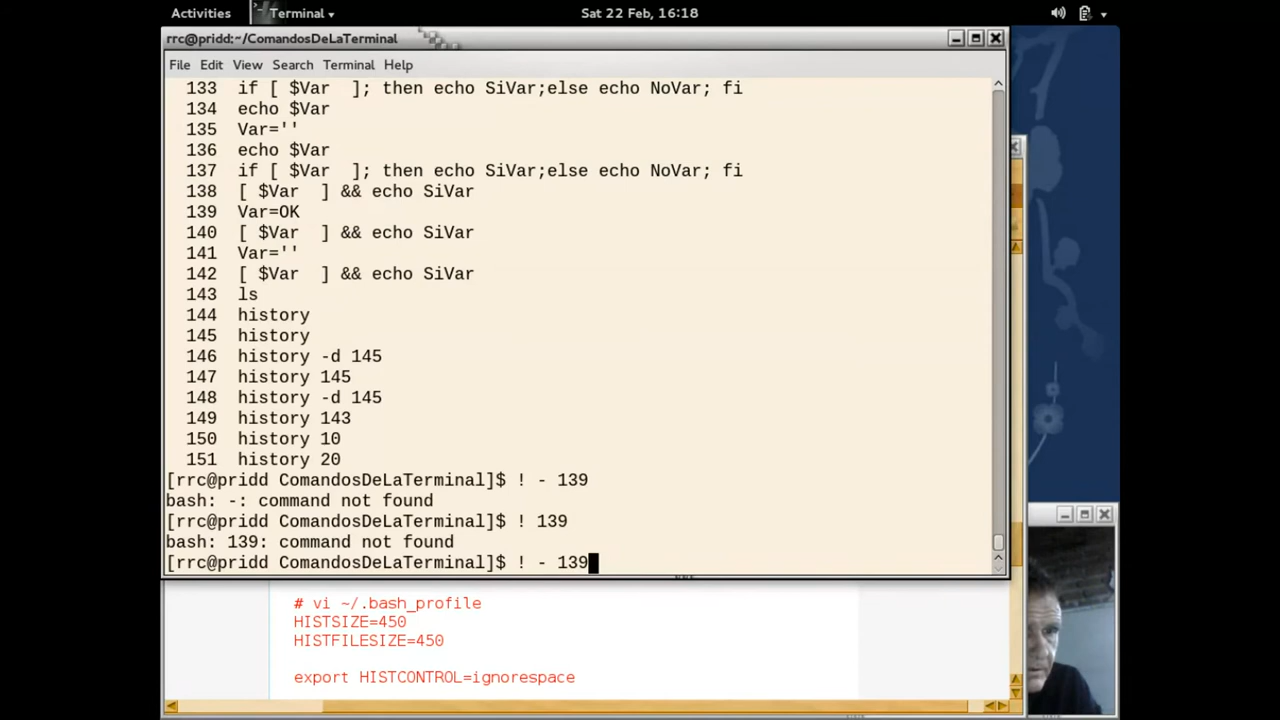 Activities Terminal Sat 22 Feb, 16:18
rrc@pridd:~/ComandosDeLaTerminal
File Edit View Search Terminal Help
133 if [ $Var ]; then echo SiVar;else echo NoVar; fi
134 echo $Var
135 Var=''
136 echo $Var
137 if [ $Var ]; then echo SiVar;else echo NoVar; fi
138 [ $Var ] && echo SiVar
139 Var=OK
140 [ $Var ] && echo SiVar
141 Var=''
142 [ $Var ] && echo SiVar
143 ls
144 history
145 history
146 history -d 145
147 history 145
148 history -d 145
149 history 143
150 history 10
151 history 20
[rrc@pridd ComandosDeLaTerminal]$ ! - 139
bash: -: command not found
[rrc@pridd ComandosDeLaTerminal]$ ! 139
bash: 139: command not found
[rrc@pridd ComandosDeLaTerminal]$ ! - 139
# vi ~/.bash_profile
HISTSIZE=450
HISTFILESIZE=450
export HISTCONTROL=ignorespace